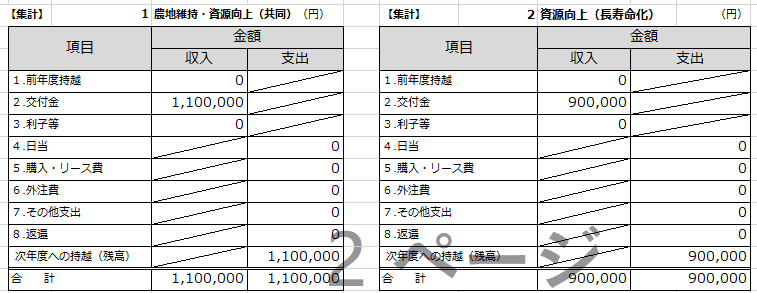 【集計】 1 農地維持・資源向上（共同） （円）
項目 金額
収入 支出
1.前年度持越 0
2.交付金 1,100,000
3.利子等 0
4.日当 0
5.購入・リース費 0
6.外注費 0
7.その他支出 0
8.返還 0
次年度への持越（残高） 1,100,000
合 計 1,100,000 1,100,000
【集計】 2 資源向上（長寿命化） （円）
項目 金額
収入 支出
1.前年度持越 0
2.交付金 900,000
3.利子等 0
4.日当 0
5.購入・リース費 0
6.外注費 0
7.その他支出 0
8.返還 0
次年度への持越（残高） 900,000
合 計 900,000 900,000
2 ページ